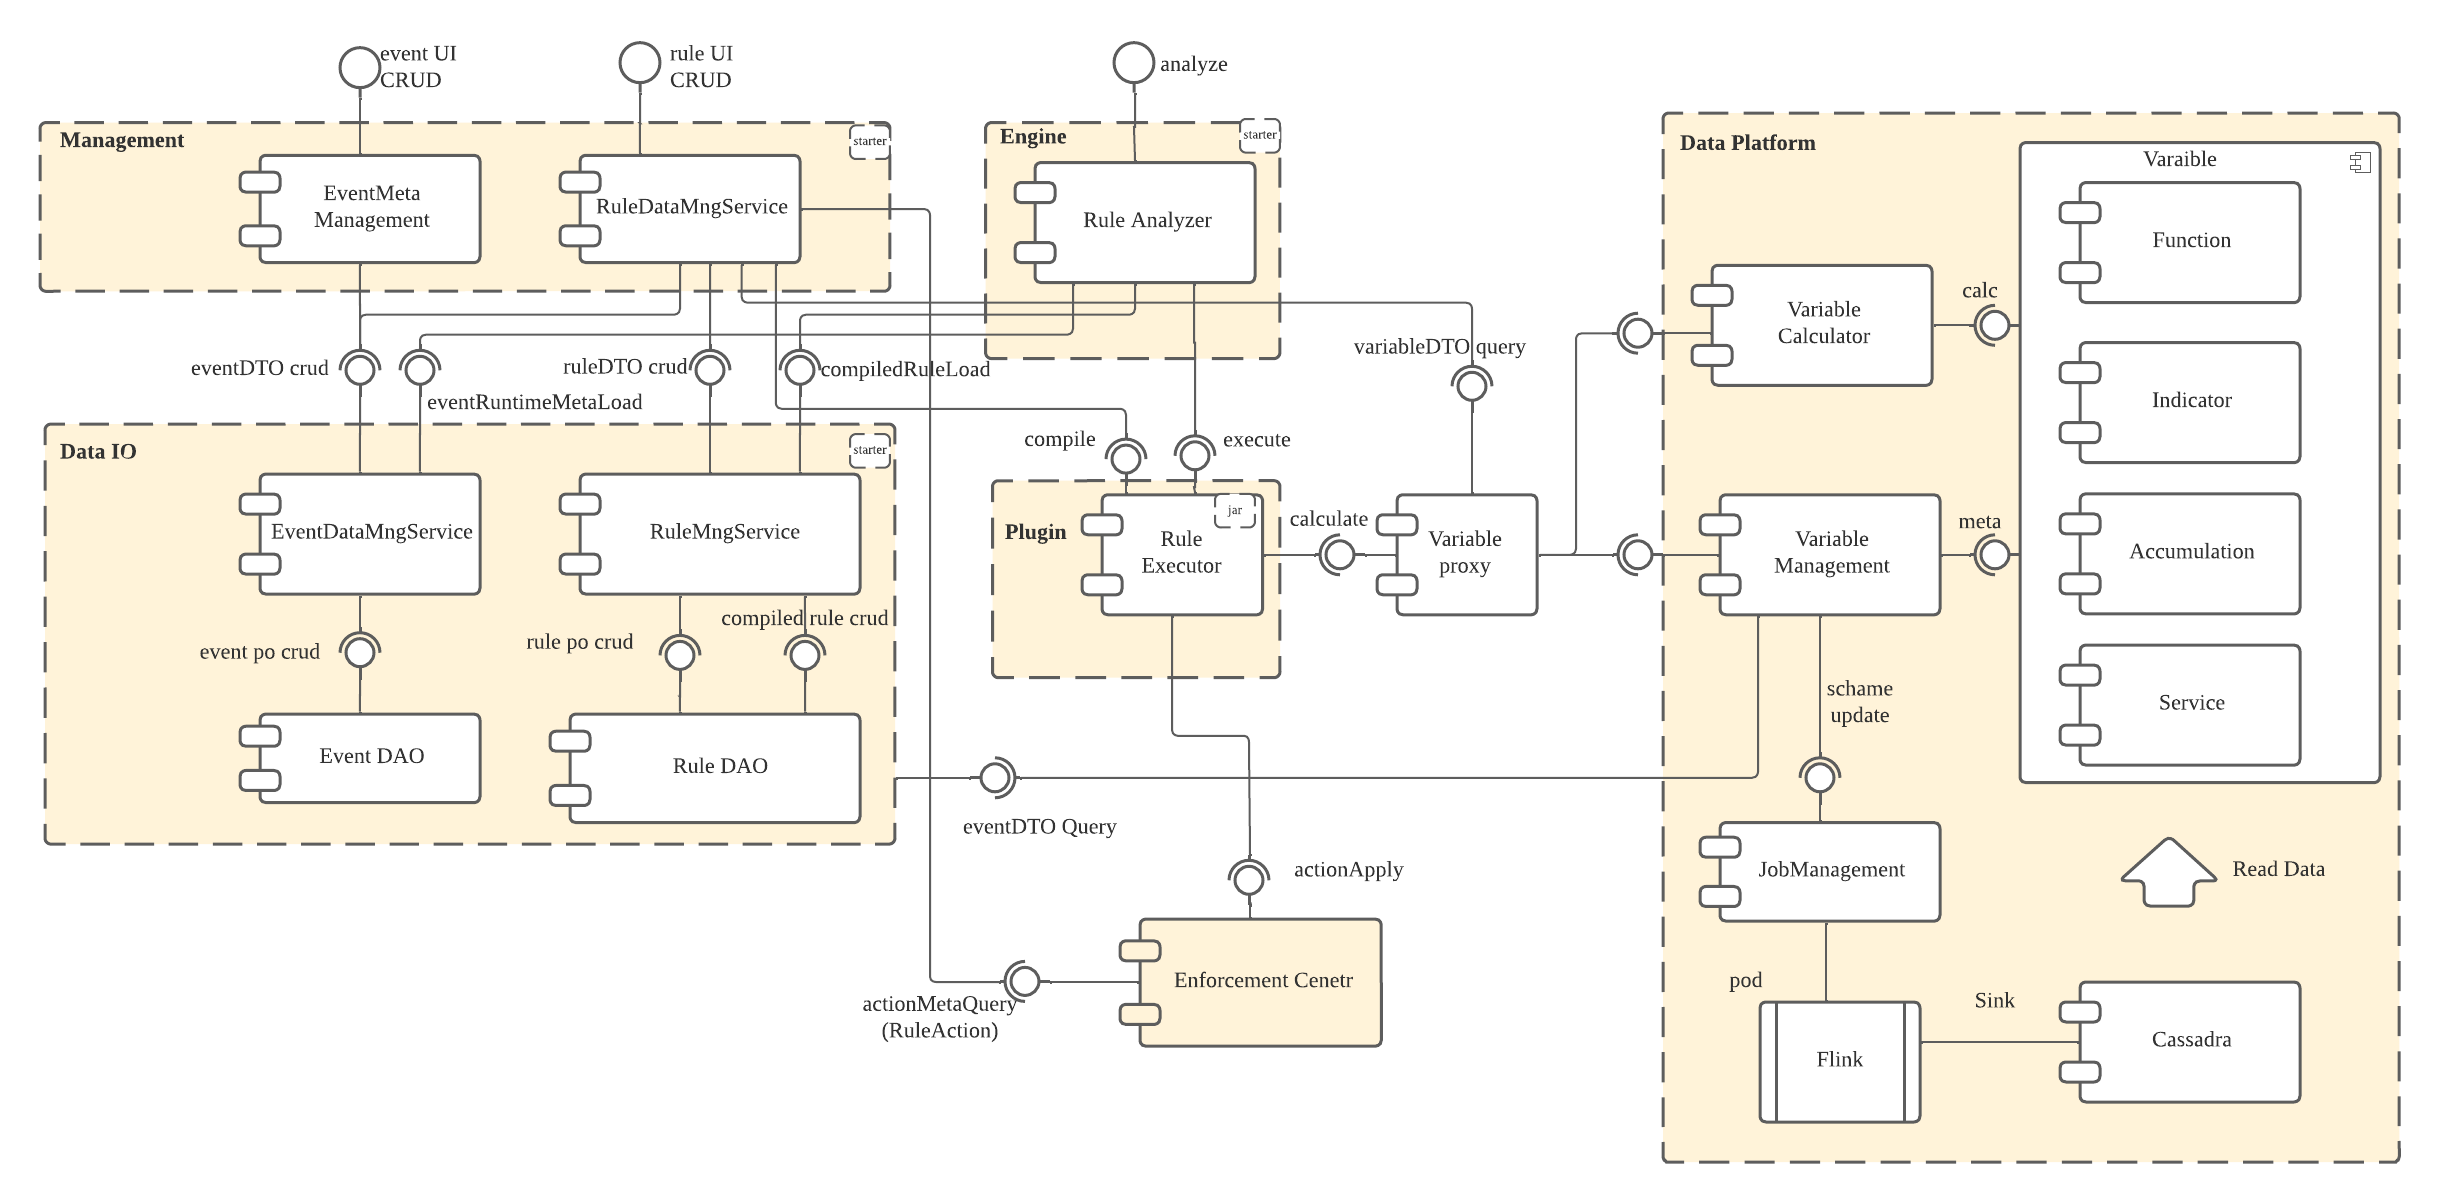 event UI
CRUD
rule UI
CRUD
analyze
Management
starter
EventMeta
Management
RuleDataMngService
Engine
starter
Rule Analyzer
Data Platform
Varaible
Function
Variable
Calculator
calc
Indicator
variableDTO query
eventDTO crud
eventRuntimeMetaLoad
ruleDTO crud
compiledRuleLoad
compile
execute
Data IO
starter
EventDataMngService
RuleMngService
Plugin
jar
Rule
Executor
calculate
Variable
proxy
Variable
Management
meta
Accumulation
event po crud
rule po crud
compiled rule crud
Event DAO
Rule DAO
schame
update
Service
eventDTO Query
actionApply
JobManagement
Read Data
Enforcement Cenetr
actionMetaQuery
(RuleAction)
pod
Sink
Flink
Cassadra